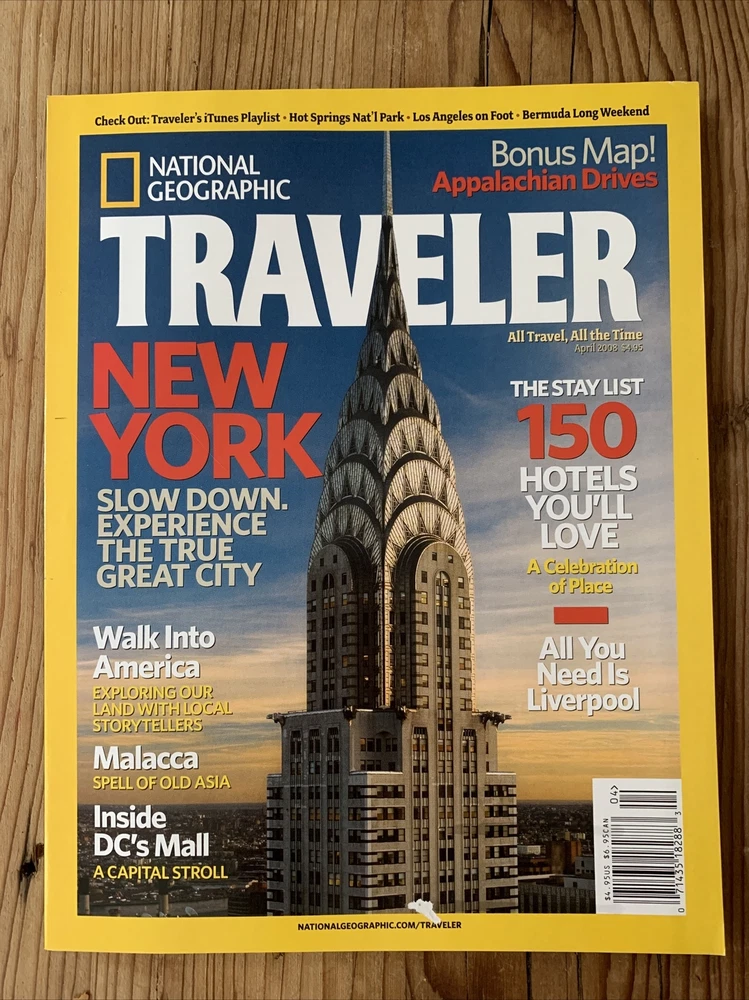 Check Out: Traveler's iTunes Playlist • Hot Springs Nat'l Park • Los Angeles on Foot • Bermuda Long Weekend
NATIONAL
GEOGRAPHIC
Bonus Map!
Appalachian Drives
TRAVELER
All Travel, All the Time
April 2008 $4.95
NEW
YORK
SLOW DOWN.
EXPERIENCE
THE TRUE
GREAT CITY
THE STAY LIST
150
HOTELS
YOU'LL
LOVE
A Celebration
of Place
All You
Need Is
Liverpool
Walk Into
America
EXPLORING OUR
LAND WITH LOCAL
STORYTELLERS
Malacca
SPELL OF OLD ASIA
Inside
DC's Mall
A CAPITAL STROLL
$4.95US $6.95CAN
04>
0 71435 18288 3
NATIONALGEOGRAPHIC.COM/TRAVELER